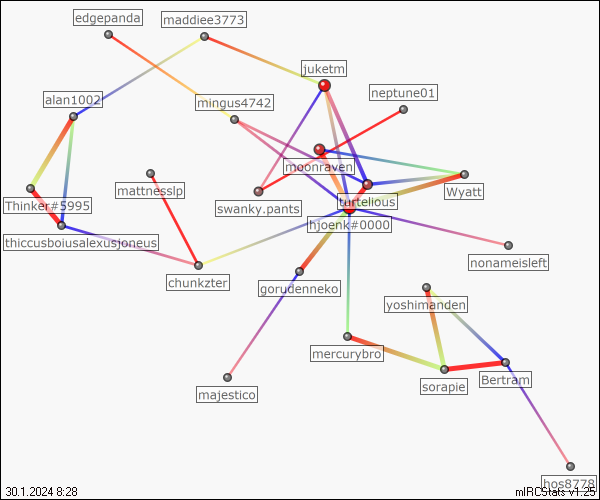 edgepanda
maddiee3773
juketm
neptune01
alan1002
mingus4742
moonraven
mattnesslp
Wyatt
Thinker#5995
swanky.pants
turtelious
hjoenk#0000
thiccusboiusalexusjoneus
nonameisleft
chunkzter
gorudenneko
yoshimanden
mercurybro
Bertram
sorapie
majestico
hos8778
30.1.2024 8:28
mIRCStats v1.25